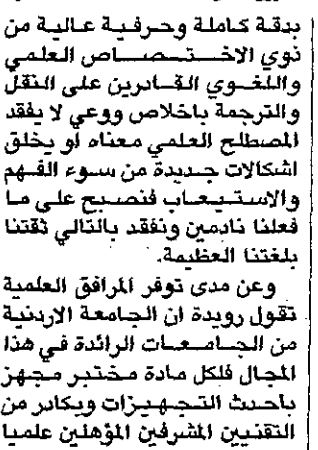 بدقة كاملة وحرفية عالية من
ذوي الاختصاص العلمي
واللغوي القادرين على النقل
والترجمة باخلاص ووعي لا يفقد
المصطلح العلمي معناه او يخلق
اشكالات جديدة من سوء الفهم
والاستيعاب فنصبح على ما
فعلنا نادمين ونفقد بالتالي ثقتنا
بلغتنا العظيمة.
وعن مدى توفر المرافق العلمية
تقول رويدة ان الجامعة الاردنية
من الجامعات الرائدة في هذا
المجال فلكل مادة مختبر مجهز
باحدث التجهيزات وبكادر من
التقنيين المشرفين المؤهلين علميا